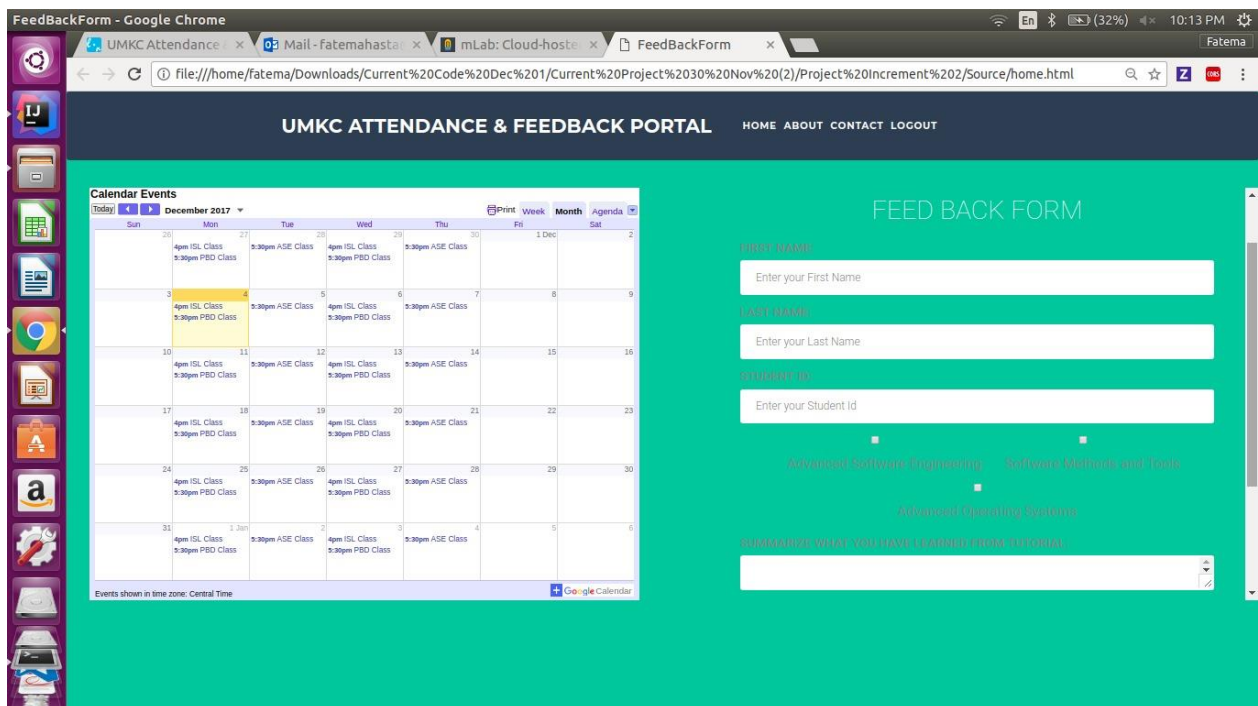 FeedBackForm - Google Chrome
En (32%) 10:13 PM
UMKC Attendance
Mail - fatemahasta
mLab: Cloud-hoste
FeedBackForm
Fatema
file:///home/fatema/Downloads/Current%20Code%20Dec%201/Current%20Project%2030%20Nov%20(2)/Project%20Increment%202/Source/home.html
Z
CORS
UMKC ATTENDANCE & FEEDBACK PORTAL
HOME ABOUT CONTACT LOGOUT
Calendar Events
Today December 2017 Print Week Month Agenda
Sun Mon Tue Wed Thu Fri Sat
26 27 28 29 30 1 Dec 2
4pm ISL Class 5:30pm ASE Class 4pm ISL Class 5:30pm ASE Class
5:30pm PBD Class 5:30pm PBD Class
3 4 5 6 7 8 9
4pm ISL Class 5:30pm ASE Class 4pm ISL Class 5:30pm ASE Class
5:30pm PBD Class 5:30pm PBD Class
10 11 12 13 14 15 16
4pm ISL Class 5:30pm ASE Class 4pm ISL Class 5:30pm ASE Class
5:30pm PBD Class 5:30pm PBD Class
17 18 19 20 21 22 23
4pm ISL Class 5:30pm ASE Class 4pm ISL Class 5:30pm ASE Class
5:30pm PBD Class 5:30pm PBD Class
24 25 26 27 28 29 30
4pm ISL Class 5:30pm ASE Class 4pm ISL Class 5:30pm ASE Class
5:30pm PBD Class 5:30pm PBD Class
31 1 Jan 2 3 4 5 6
4pm ISL Class 5:30pm ASE Class 4pm ISL Class 5:30pm ASE Class
5:30pm PBD Class 5:30pm PBD Class
Events shown in time zone: Central Time
Google Calendar
FEED BACK FORM
FIRST NAME
Enter your First Name
LAST NAME
Enter your Last Name
STUDENT ID
Enter your Student Id
Advanced Software Engineering Software Methods and Tools
Advanced Operating Systems
SUMMARIZE WHAT YOU HAVE LEARNED FROM TUTORIAL